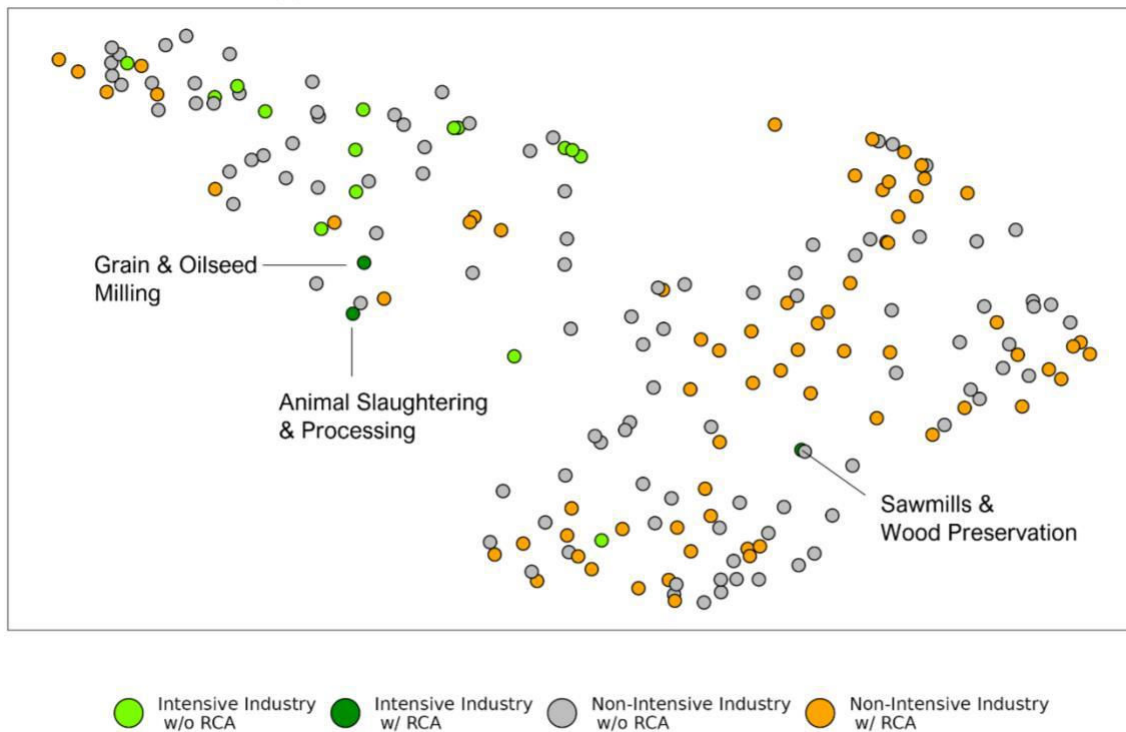 Grain & Oilseed
Milling
Animal Slaughtering
& Processing
Sawmills &
Wood Preservation
Intensive Industry
w/o RCA
Intensive Industry
w/ RCA
Non-Intensive Industry
w/o RCA
Non-Intensive Industry
w/ RCA